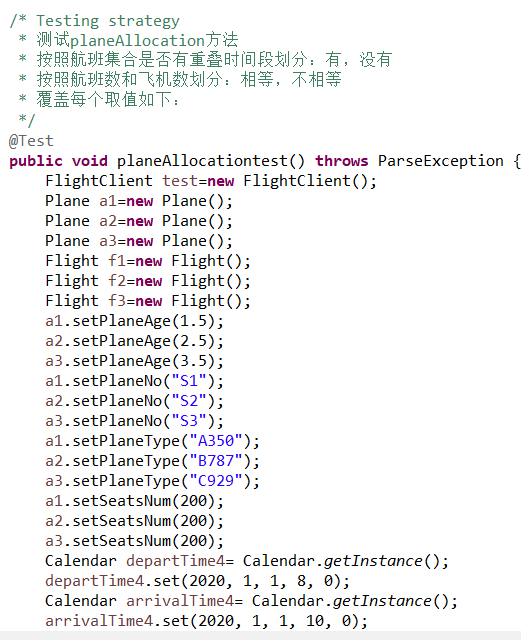 /* Testing strategy
 * 测试planeAllocation方法
 * 按照航班集合是否有重叠时间段划分：有，没有
 * 按照航班数和飞机数划分：相等，不相等
 * 覆盖每个取值如下：
 */
@Test
public void planeAllocationtest() throws ParseException {
    FlightClient test=new FlightClient();
    Plane a1=new Plane();
    Plane a2=new Plane();
    Plane a3=new Plane();
    Flight f1=new Flight();
    Flight f2=new Flight();
    Flight f3=new Flight();
    a1.setPlaneAge(1.5);
    a2.setPlaneAge(2.5);
    a3.setPlaneAge(3.5);
    a1.setPlaneNo("S1");
    a2.setPlaneNo("S2");
    a3.setPlaneNo("S3");
    a1.setPlaneType("A350");
    a2.setPlaneType("B787");
    a3.setPlaneType("C929");
    a1.setSeatsNum(200);
    a2.setSeatsNum(200);
    a3.setSeatsNum(200);
    Calendar departTime4= Calendar.getInstance();
    departTime4.set(2020, 1, 1, 8, 0);
    Calendar arrivalTime4= Calendar.getInstance();
    arrivalTime4.set(2020, 1, 1, 10, 0);